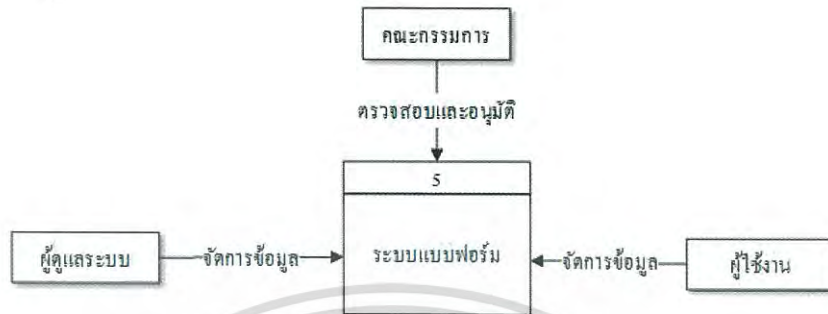 คณะกรรมการ
ตรวจสอบและอนุมัติ
5
ผู้ดูแลระบบ
จัดการข้อมูล
ระบบแบบฟอร์ม
จัดการข้อมูล
ผู้ใช้งาน